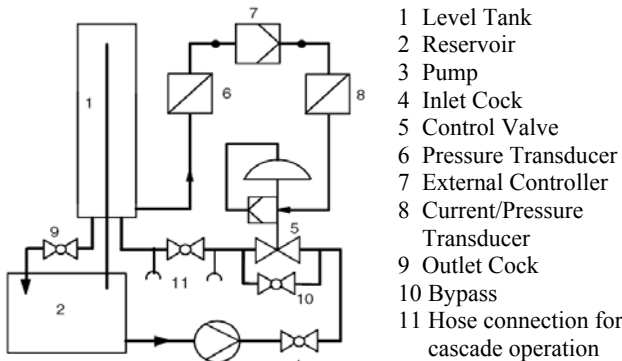 7
1
6
8
9
5
11
10
2
1 Level Tank
2 Reservoir
3 Pump
4 Inlet Cock
5 Control Valve
6 Pressure Transducer
7 External Controller
8 Current/Pressure
Transducer
9 Outlet Cock
10 Bypass
11 Hose connection for
cascade operation